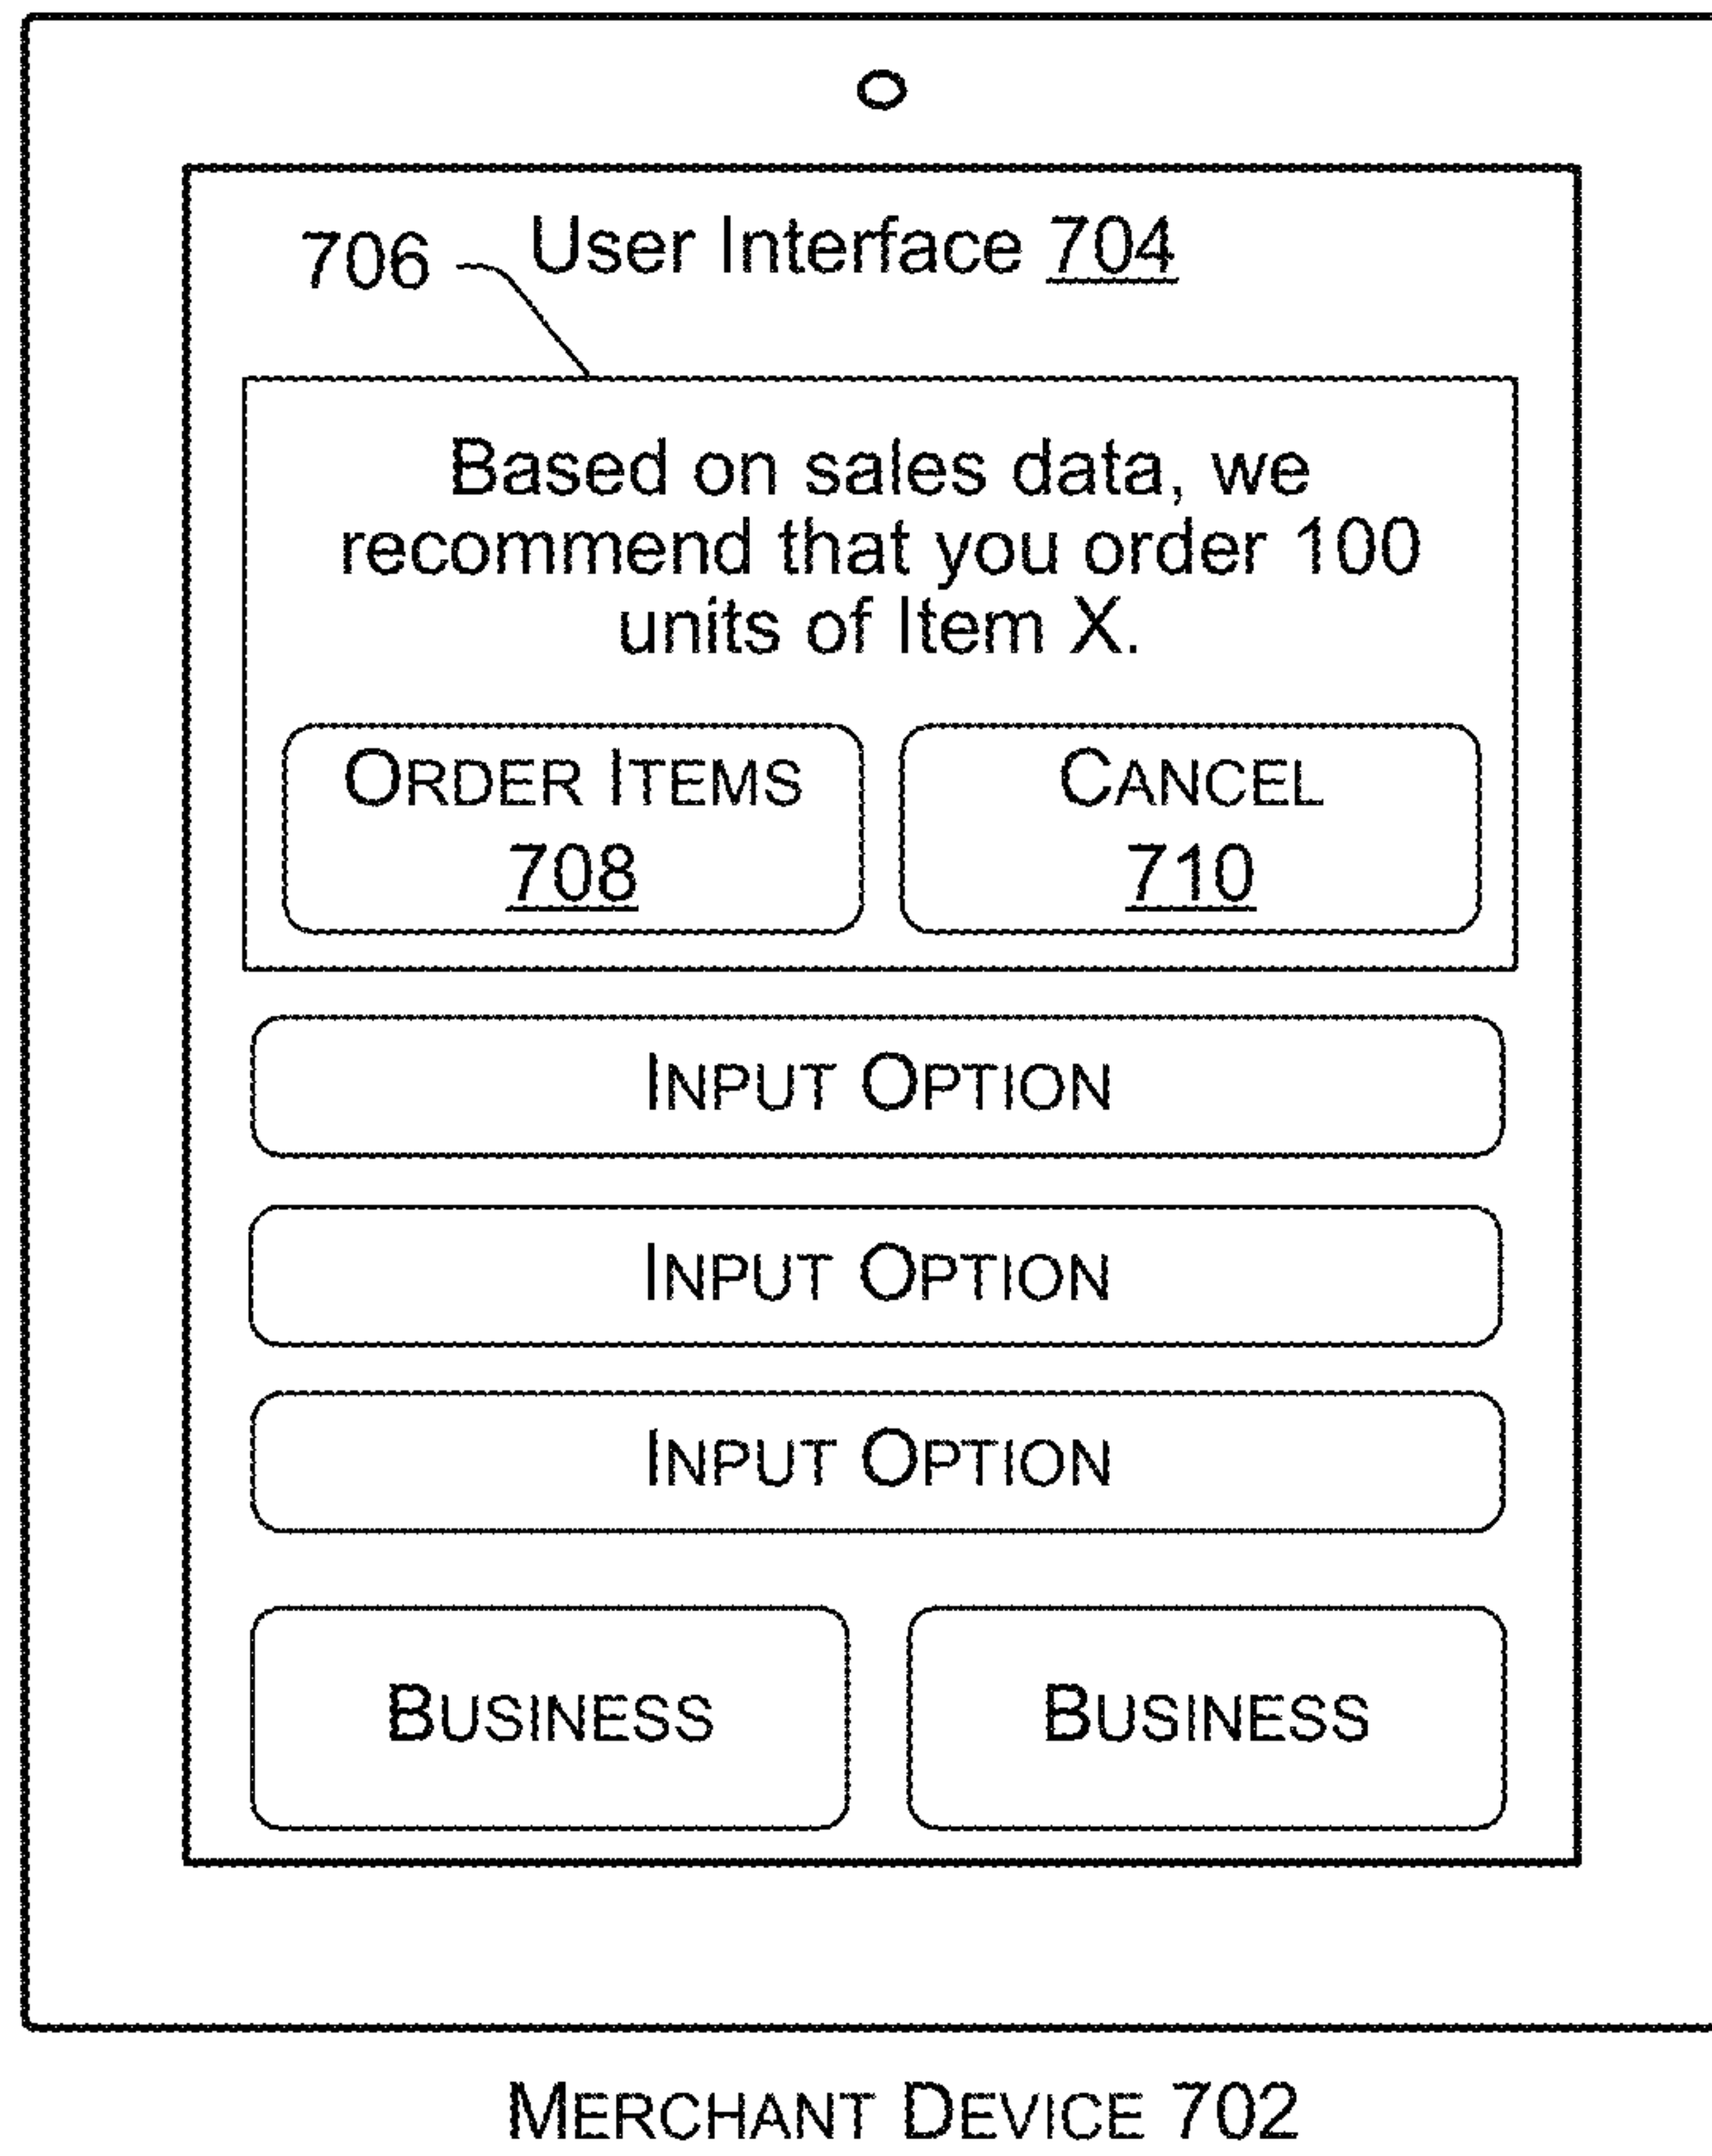 User Interface 704
706
Based on sales data, we
recommend that you order 100
units of Item X.
ORDER ITEMS
708
CANCEL
710
INPUT OPTION
INPUT OPTION
INPUT OPTION
BUSINESS
BUSINESS
MERCHANT DEVICE 702